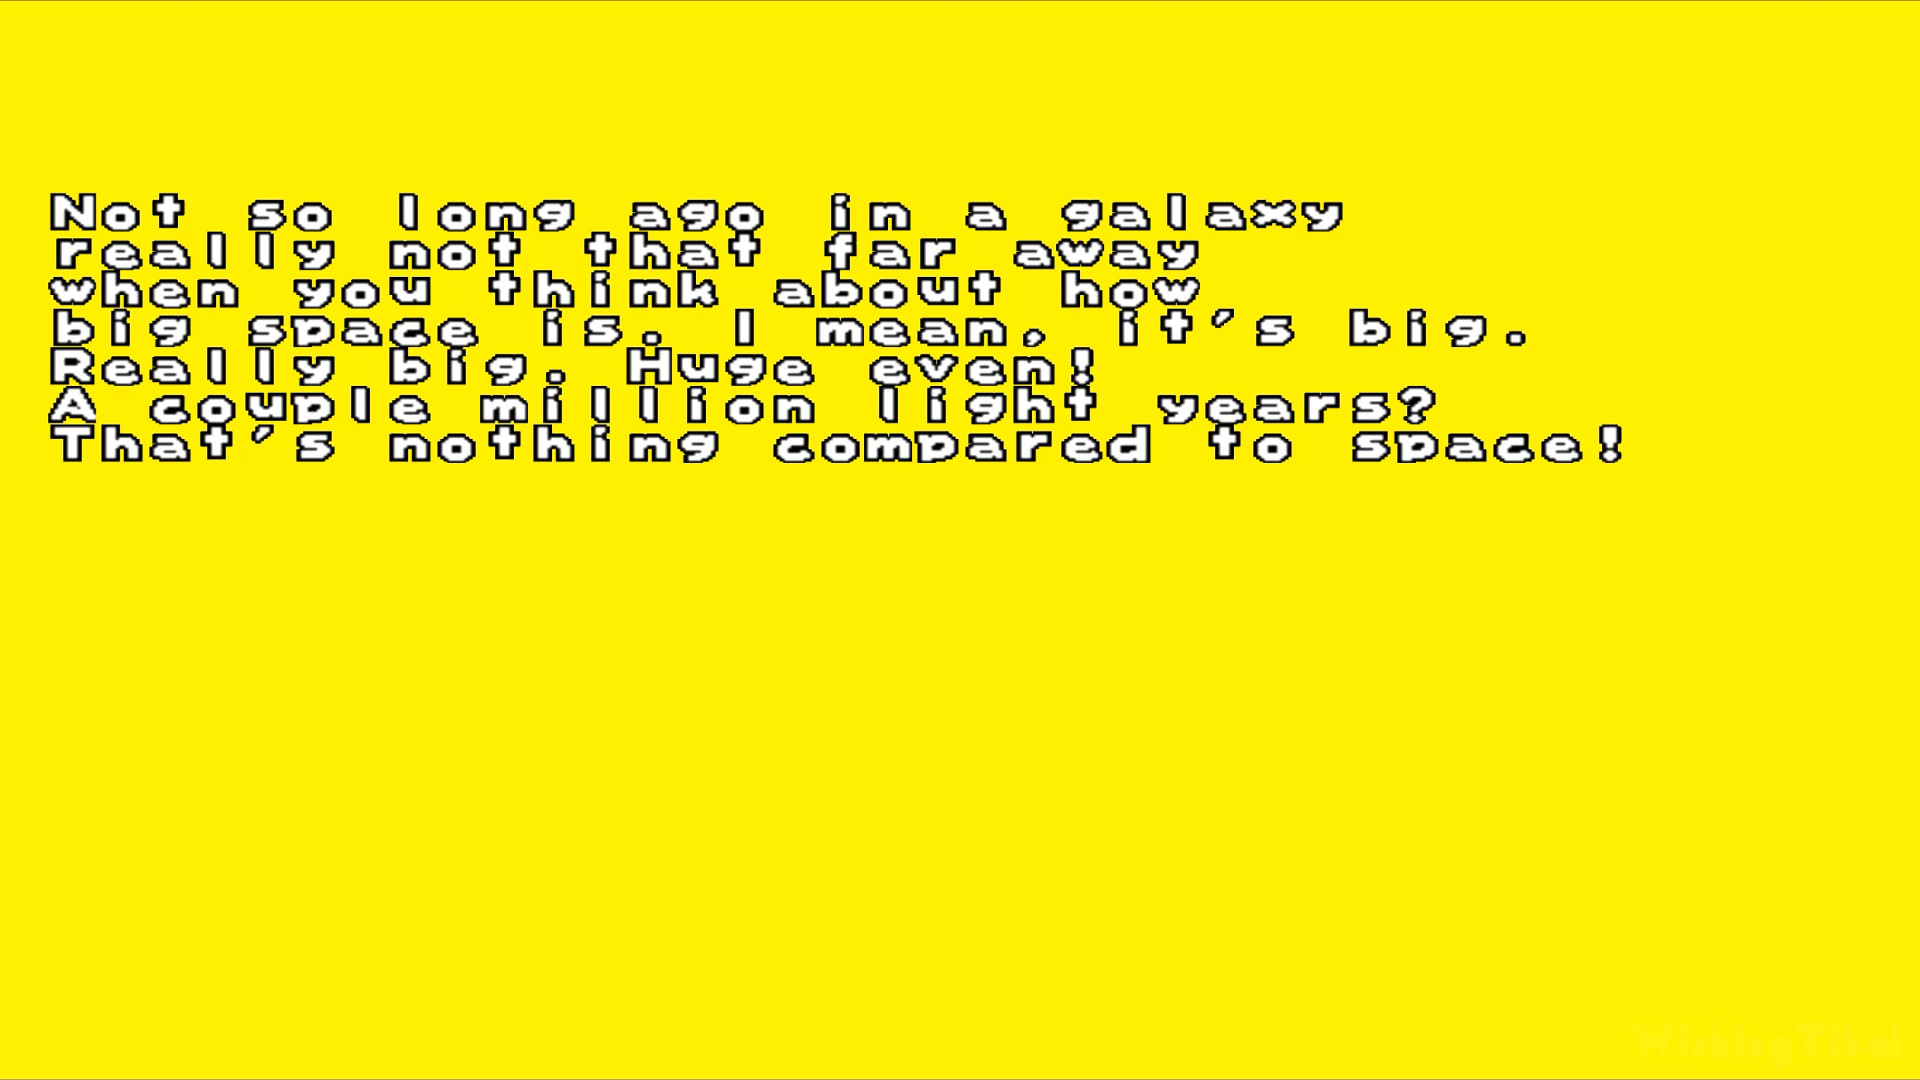 Not so long ago in a galaxy
really not that far away
when you think about how
big space is. I mean, it's big.
Really big. Huge even!
A couple million light years?
That's nothing compared to space!